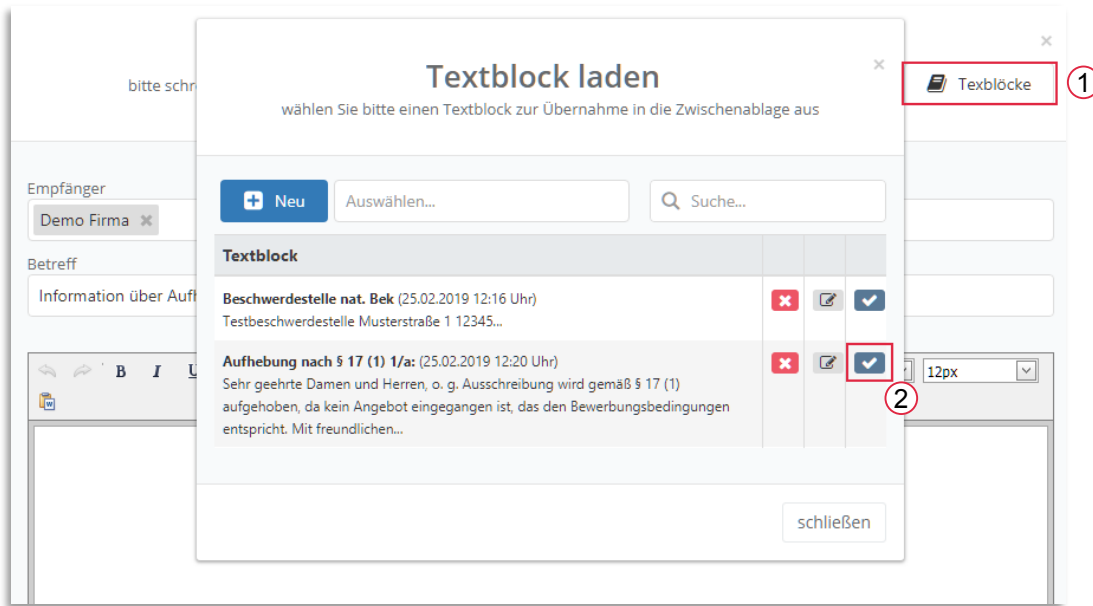 Textblock laden
wählen Sie bitte einen Textblock zur Übernahme in die Zwischenablage aus
bitte schr
Texblöcke
1
Empfänger
Demo Firma
Betreff
Information über Aufh
Neu
Auswählen...
Suche...
Textblock
Beschwerdestelle nat. Bek (25.02.2019 12:16 Uhr)
Testbeschwerdestelle Musterstraße 1 12345...
Aufhebung nach § 17 (1) 1/a: (25.02.2019 12:20 Uhr)
Sehr geehrte Damen und Herren, o. g. Ausschreibung wird gemäß § 17 (1)
aufgehoben, da kein Angebot eingegangen ist, das den Bewerbungsbedingungen
entspricht. Mit freundlichen...
2
B I U
12px
schließen